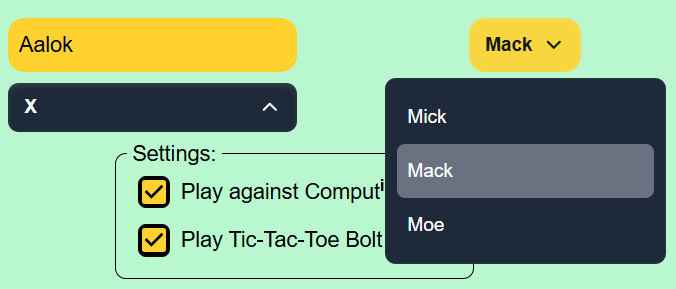 Aalok
Mack
X
Mick
Settings:
Mack
Play against Comput i
Moe
Play Tic-Tac-Toe Bolt